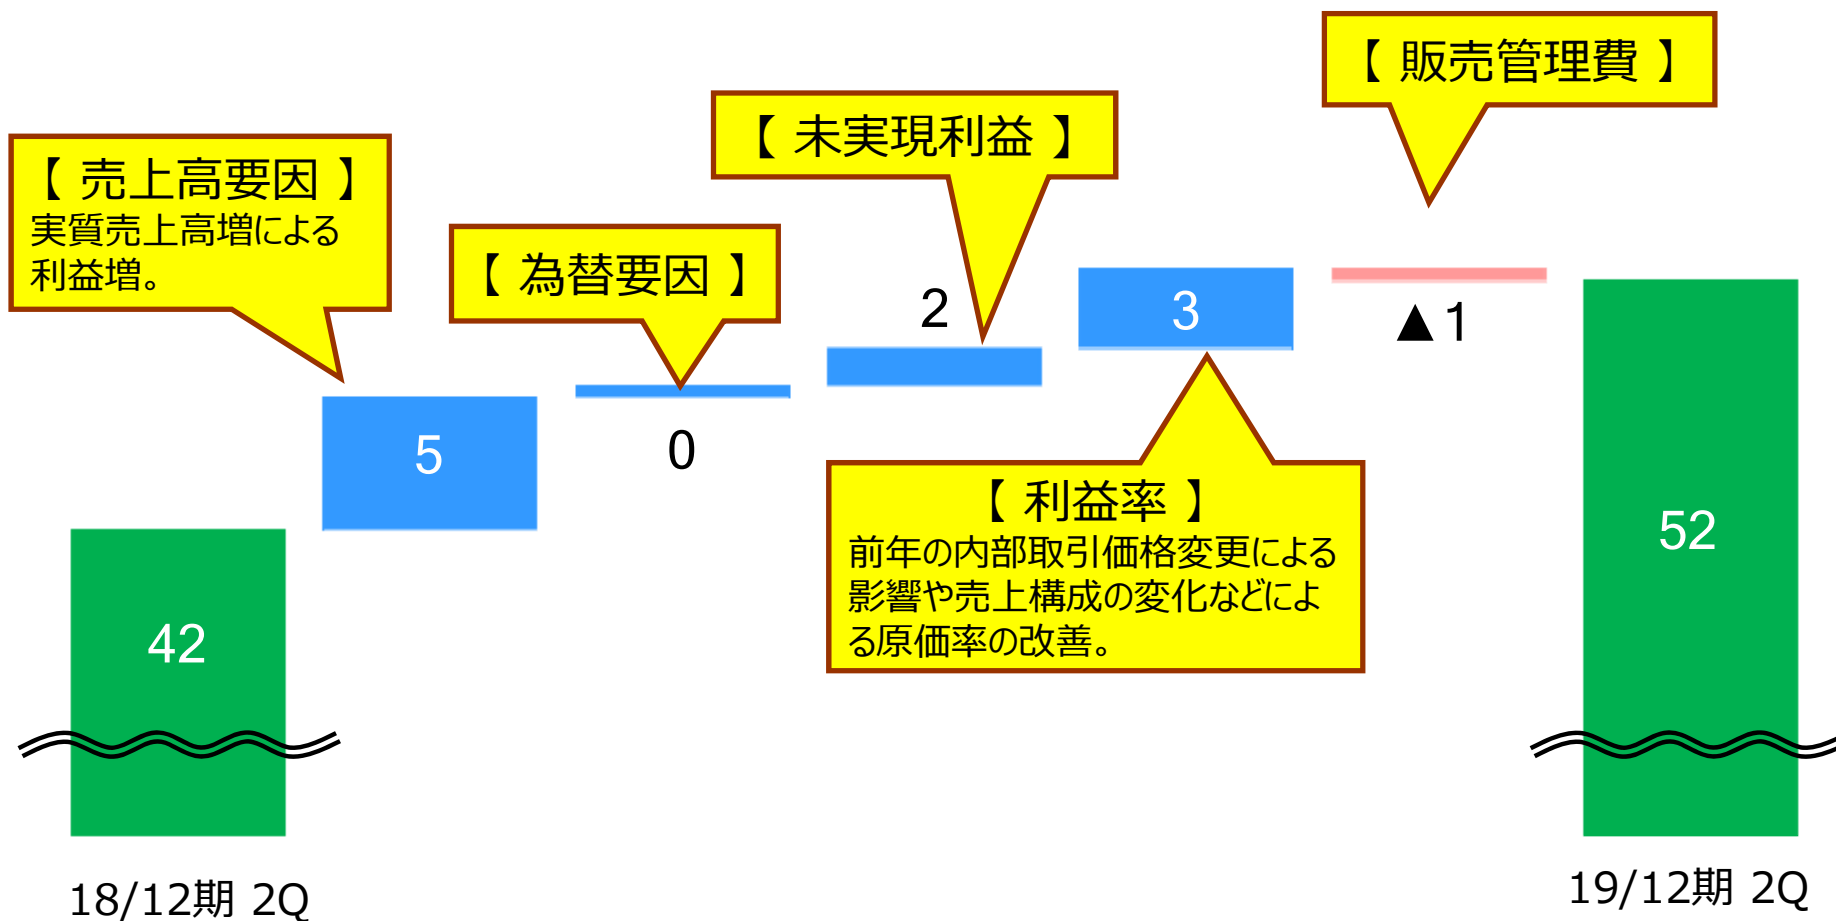 【 販売管理費 】
【 未実現利益 】
【 売上高要因 】
実質売上高増による
利益増。
【 為替要因 】
2
3
▲1
5
0
【 利益率 】
前年の内部取引価格変更による
影響や売上構成の変化などによ
る原価率の改善。
42
52
18/12期 2Q
19/12期 2Q